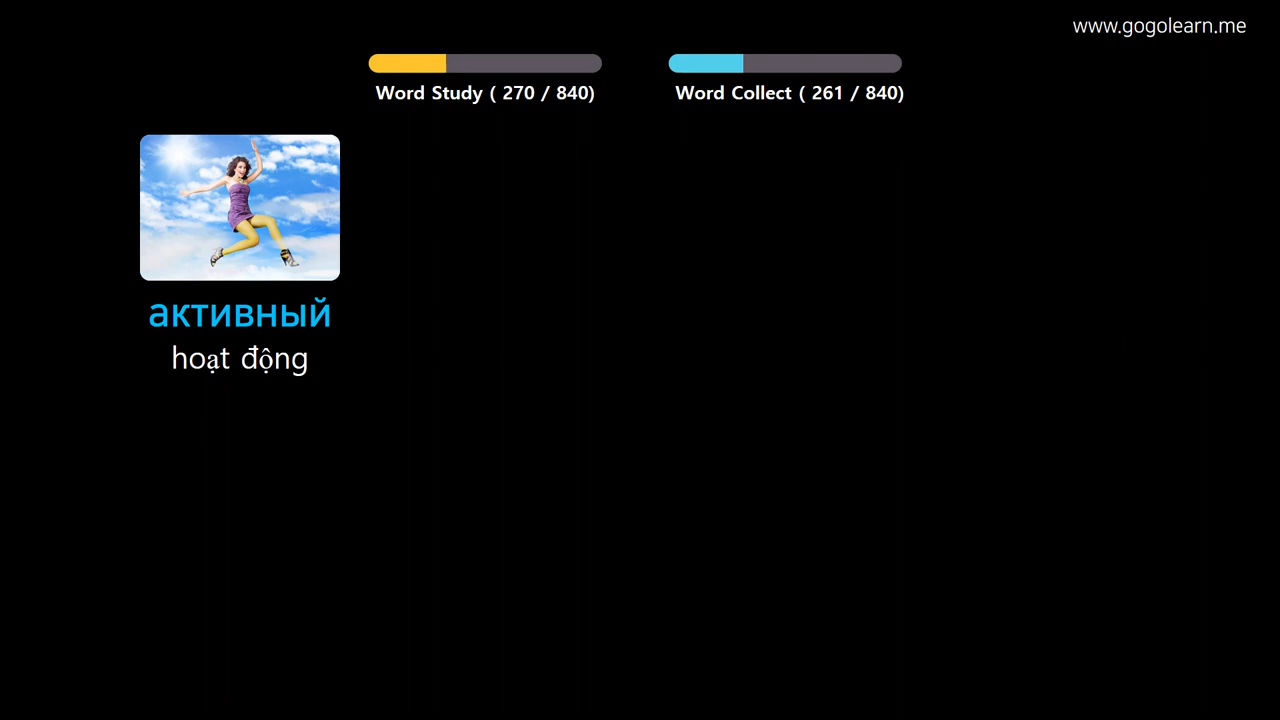 www.gogolearn.me
Word Study ( 270 / 840)
Word Collect ( 261 / 840)
активный
hoạt động